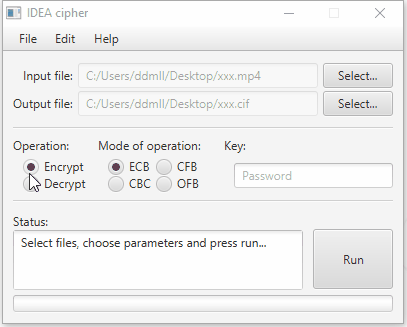 IDEA cipher
File Edit Help
Input file: C:/Users/ddmll/Desktop/xxx.mp4 Select...
Output file: C:/Users/ddmll/Desktop/xxx.cif Select...
Operation: Mode of operation: Key:
Encrypt ECB CFB Password
Decrypt CBC OFB
Status:
Select files, choose parameters and press run...
Run